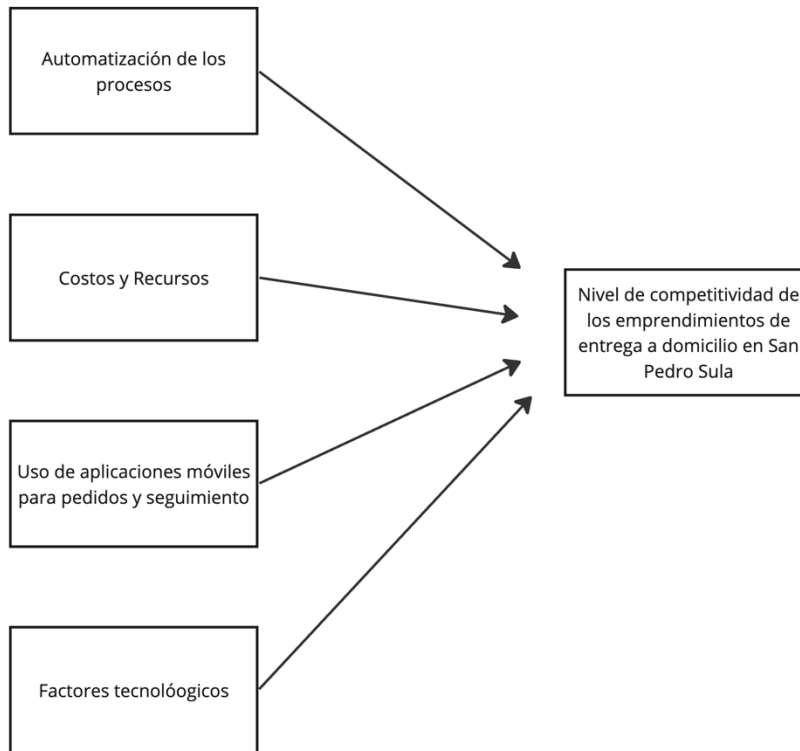 Automatización de los
procesos
Costos y Recursos
Uso de aplicaciones móviles
para pedidos y seguimiento
Factores tecnolóogicos
Nivel de competitividad de
los emprendimientos de
entrega a domicilio en San
Pedro Sula